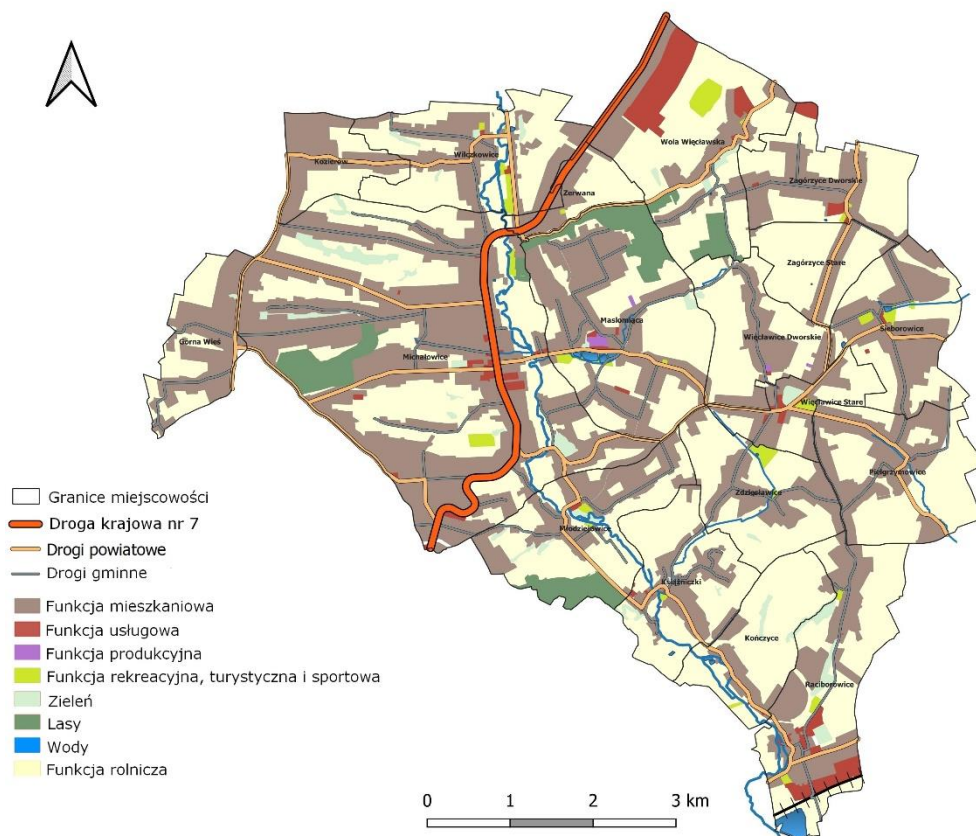 Wola Więcławska
Wilczkowice
Kozierów
Zerwana
Zagórzyce Dworskie
Zagórzyce Stare
Masłomiąca
Sieborowice
Górna Wieś
Michałowice
Więcławice Dworskie
Więcławice Stare
Pielgrzymowice
Zdzięsławice
Młodziejowice
Książniczki
Kończyce
Raciborowice
Granice miejscowości
Droga krajowa nr 7
Drogi powiatowe
Drogi gminne
Funkcja mieszkaniowa
Funkcja usługowa
Funkcja produkcyjna
Funkcja rekreacyjna, turystyczna i sportowa
Zieleń
Lasy
Wody
Funkcja rolnicza
0 1 2 3 km